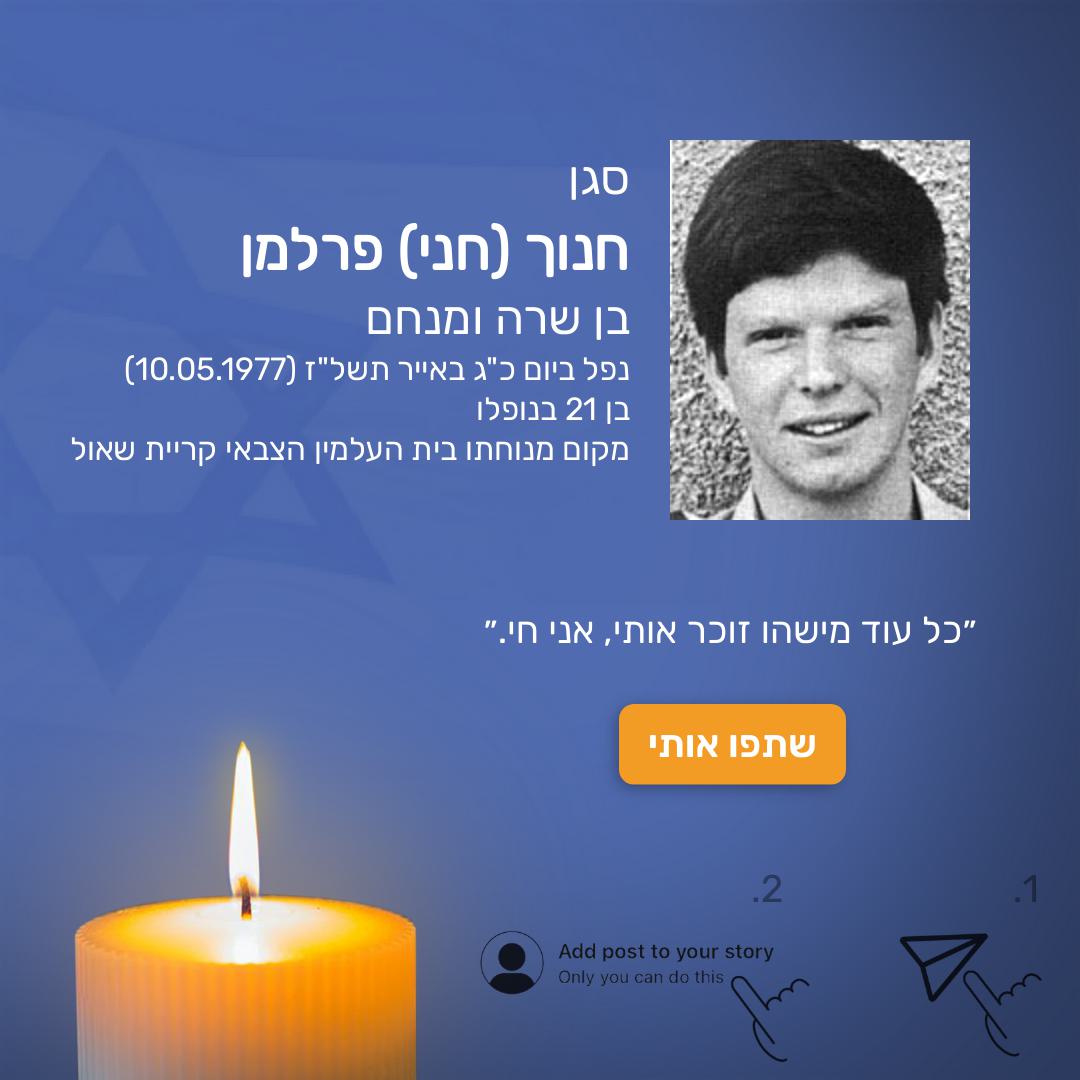 סגן
חנוך (חני) פרלמן
בן שרה ומנחם
נפל ביום כ"ג באייר תשל"ז (10.05.1977)
בן 21 בנופלו
מקום מנוחתו בית העלמין הצבאי קריית שאול
״כל עוד מישהו זוכר אותי, אני חי.״
שתפו אותי
.1
.2
Add post to your story
Only you can do this